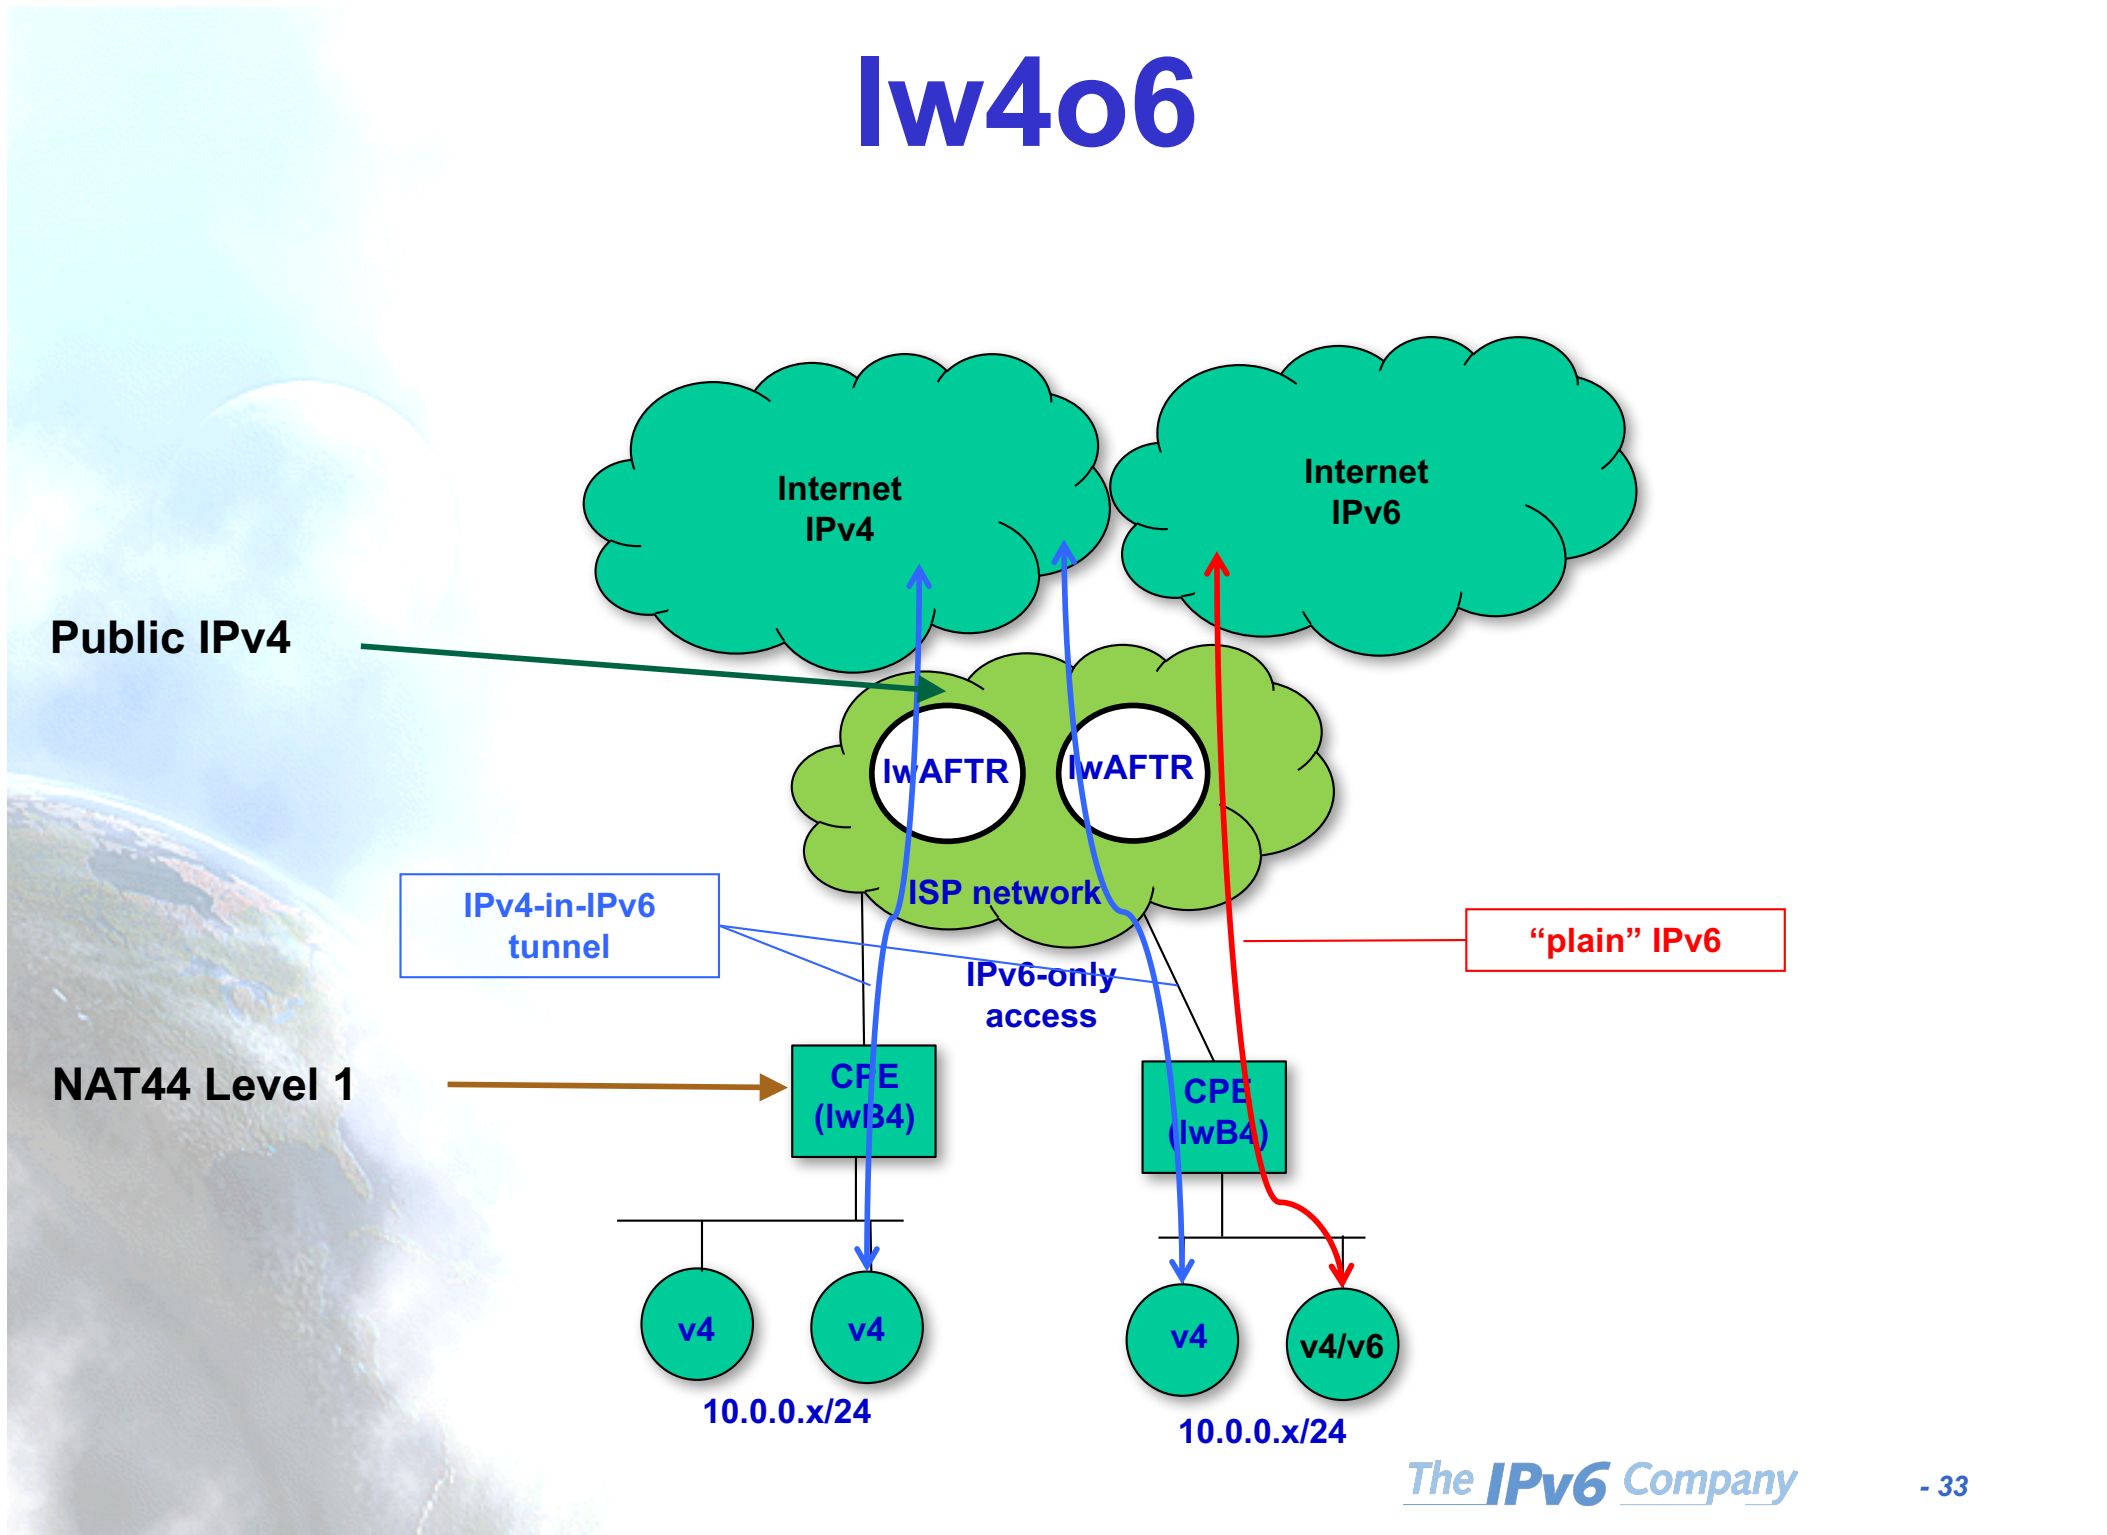 lw4o6
Internet
IPv4
Internet
IPv6
Public IPv4
lwAFTR
lwAFTR
ISP network
IPv4-in-IPv6
tunnel
"plain" IPv6
IPv6-only
access
NAT44 Level 1
CPE
(lwB4)
CPE
(lwB4)
v4
v4
v4
v4/v6
10.0.0.x/24
10.0.0.x/24
The IPv6 Company
- 33